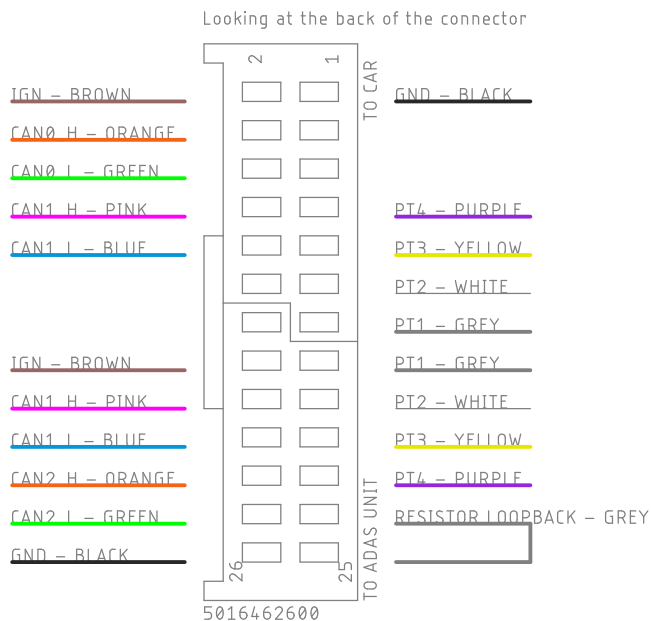 Looking at the back of the connector
2 1
TO CAR
IGN – BROWN
GND – BLACK
CAN0 H – ORANGE
CAN0 L – GREEN
CAN1 H – PINK
PT4 – PURPLE
CAN1 L – BLUE
PT3 – YELLOW
PT2 – WHITE
PT1 – GREY
IGN – BROWN
PT1 – GREY
CAN1 H – PINK
PT2 – WHITE
CAN1 L – BLUE
PT3 – YELLOW
CAN2 H – ORANGE
PT4 – PURPLE
CAN2 L – GREEN
RESISTOR LOOPBACK – GREY
GND – BLACK
TO ADAS UNIT
26 25
5016462600